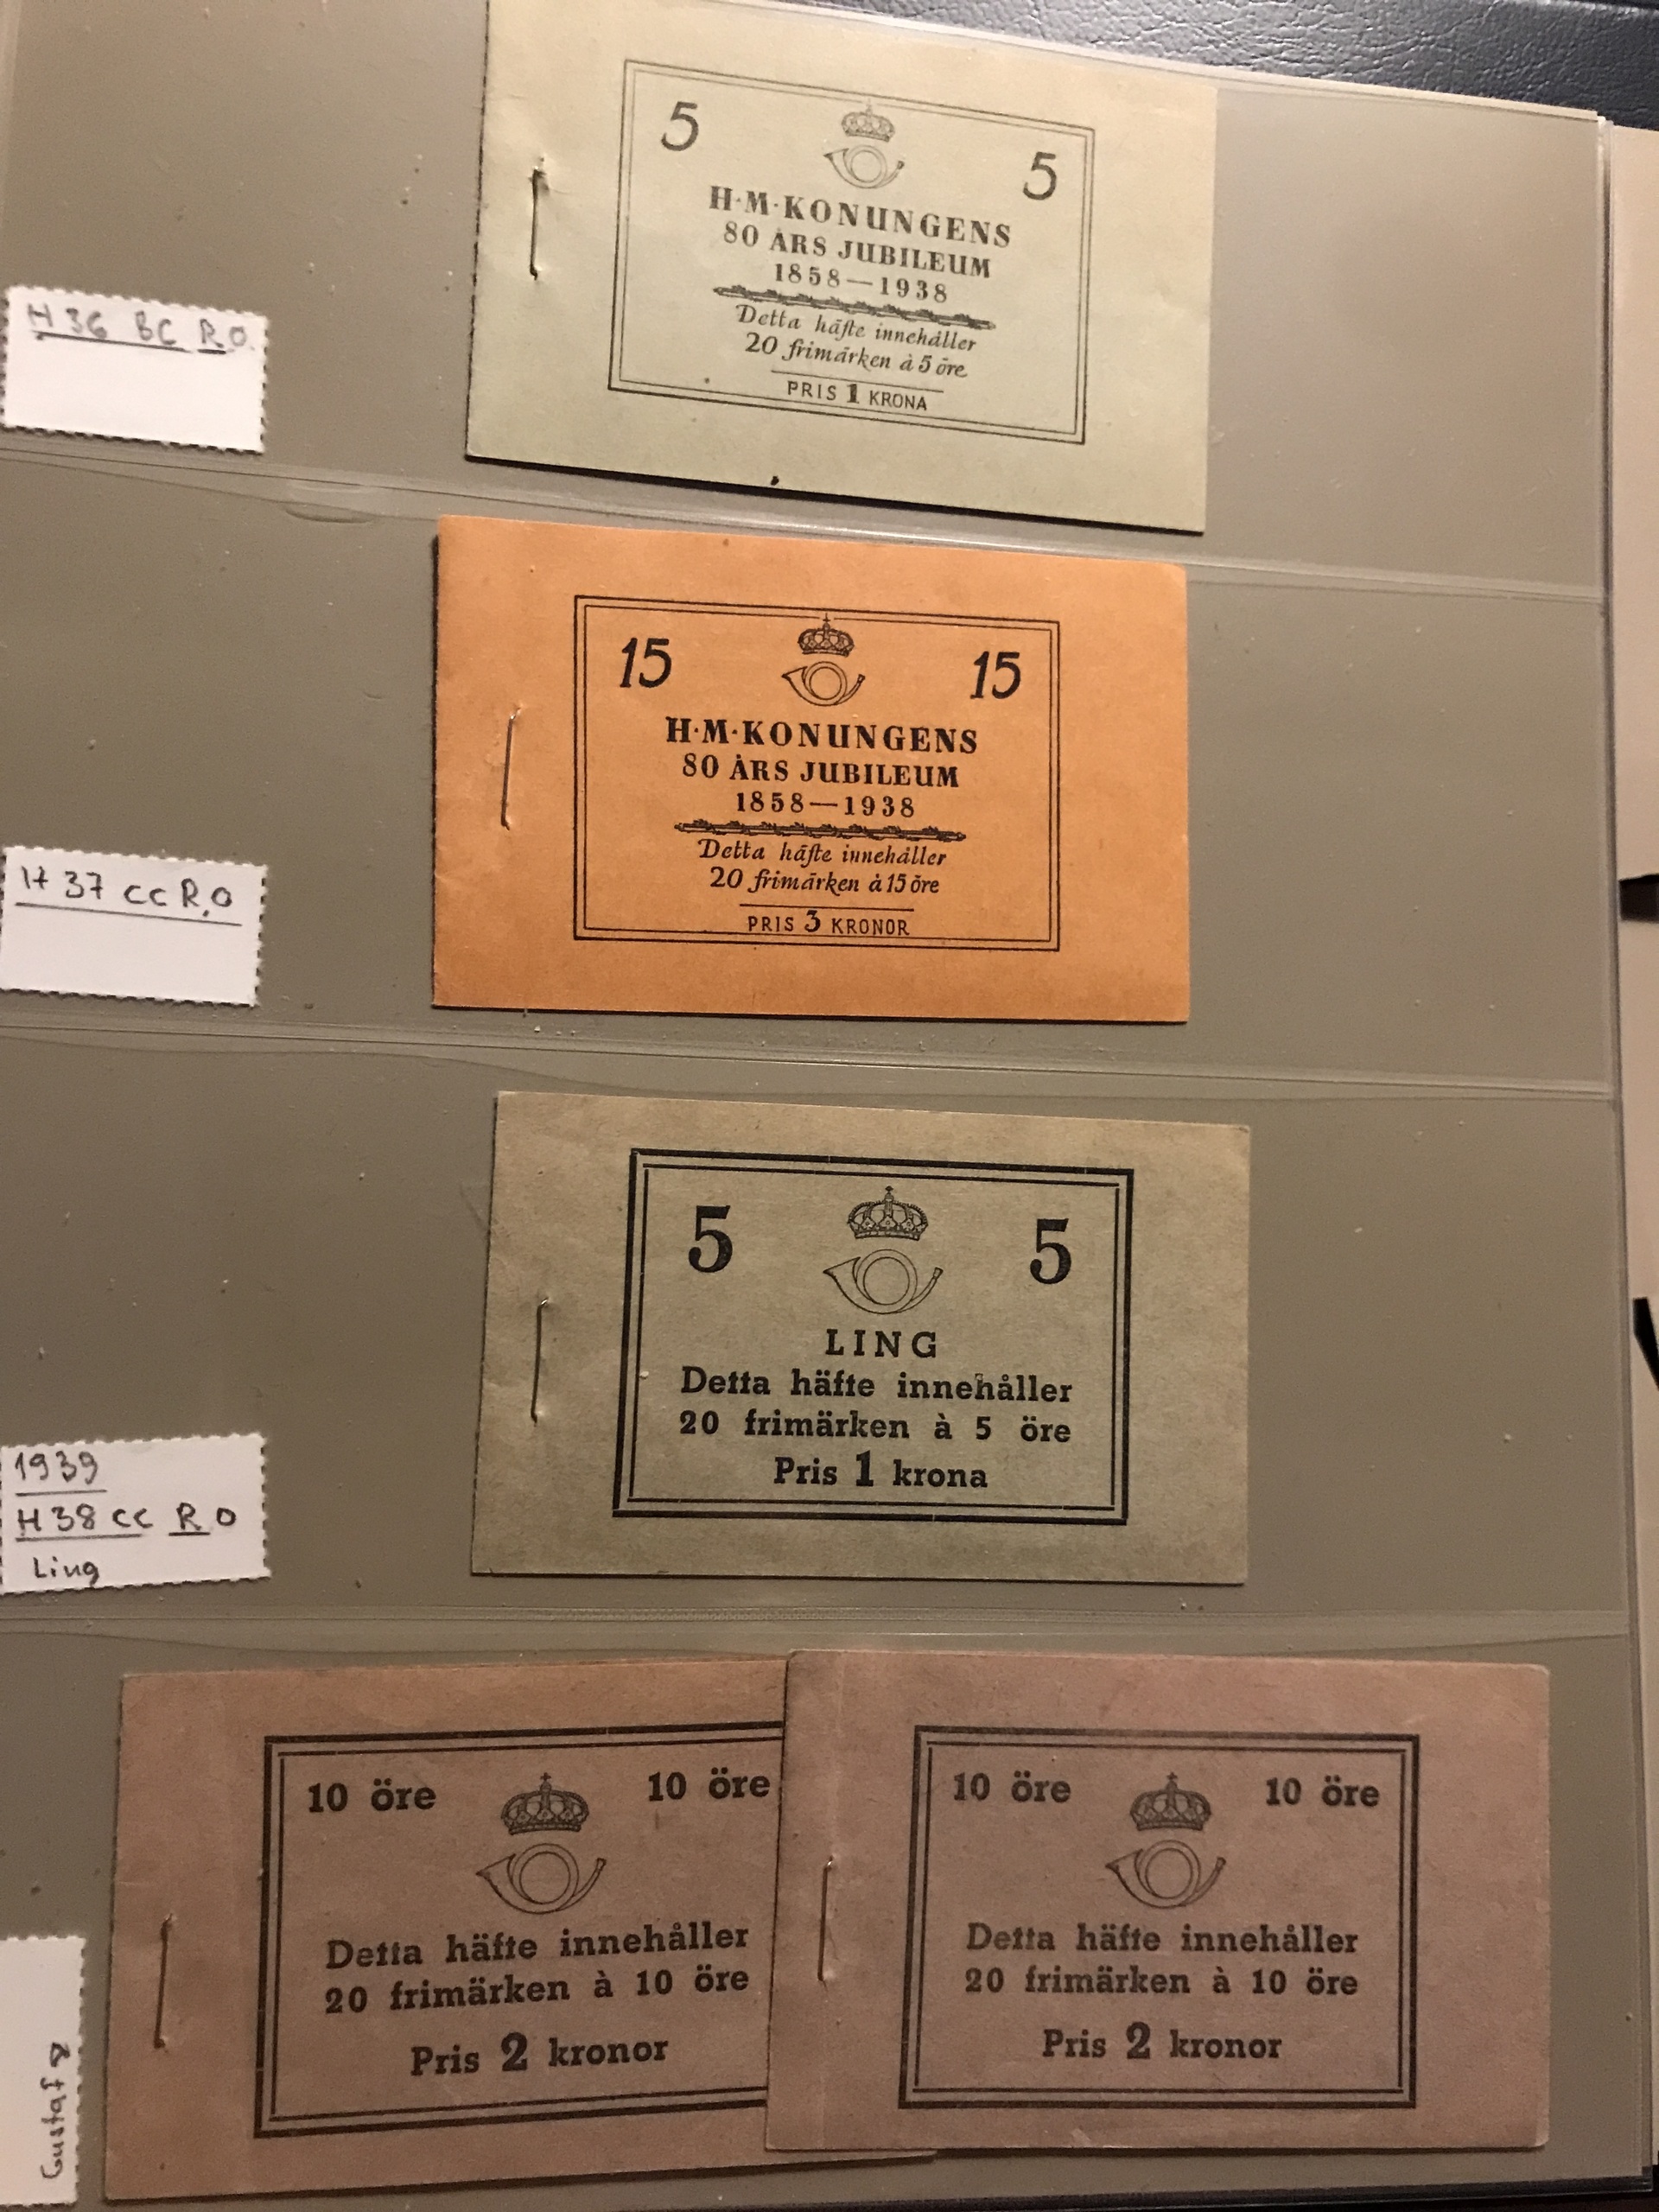 5
5
H·M·KONUNGENS
80 ÅRS JUBILEUM
1858—1938
Detta häfte innehåller
20 frimärken à 5 öre
PRIS 1 KRONA
H 36 BC R O
15
15
H·M·KONUNGENS
80 ÅRS JUBILEUM
1858—1938
Detta häfte innehåller
20 frimärken à 15 öre
PRIS 3 KRONOR
H 37 CC R O
5
5
LING
Detta häfte innehåller
20 frimärken à 5 öre
Pris 1 krona
1939
H 38 CC R O
Ling
10 öre
10 öre
Detta häfte innehåller
20 frimärken à 10 öre
Pris 2 kronor
10 öre
10 öre
Detta häfte innehåller
20 frimärken à 10 öre
Pris 2 kronor
Gustaf